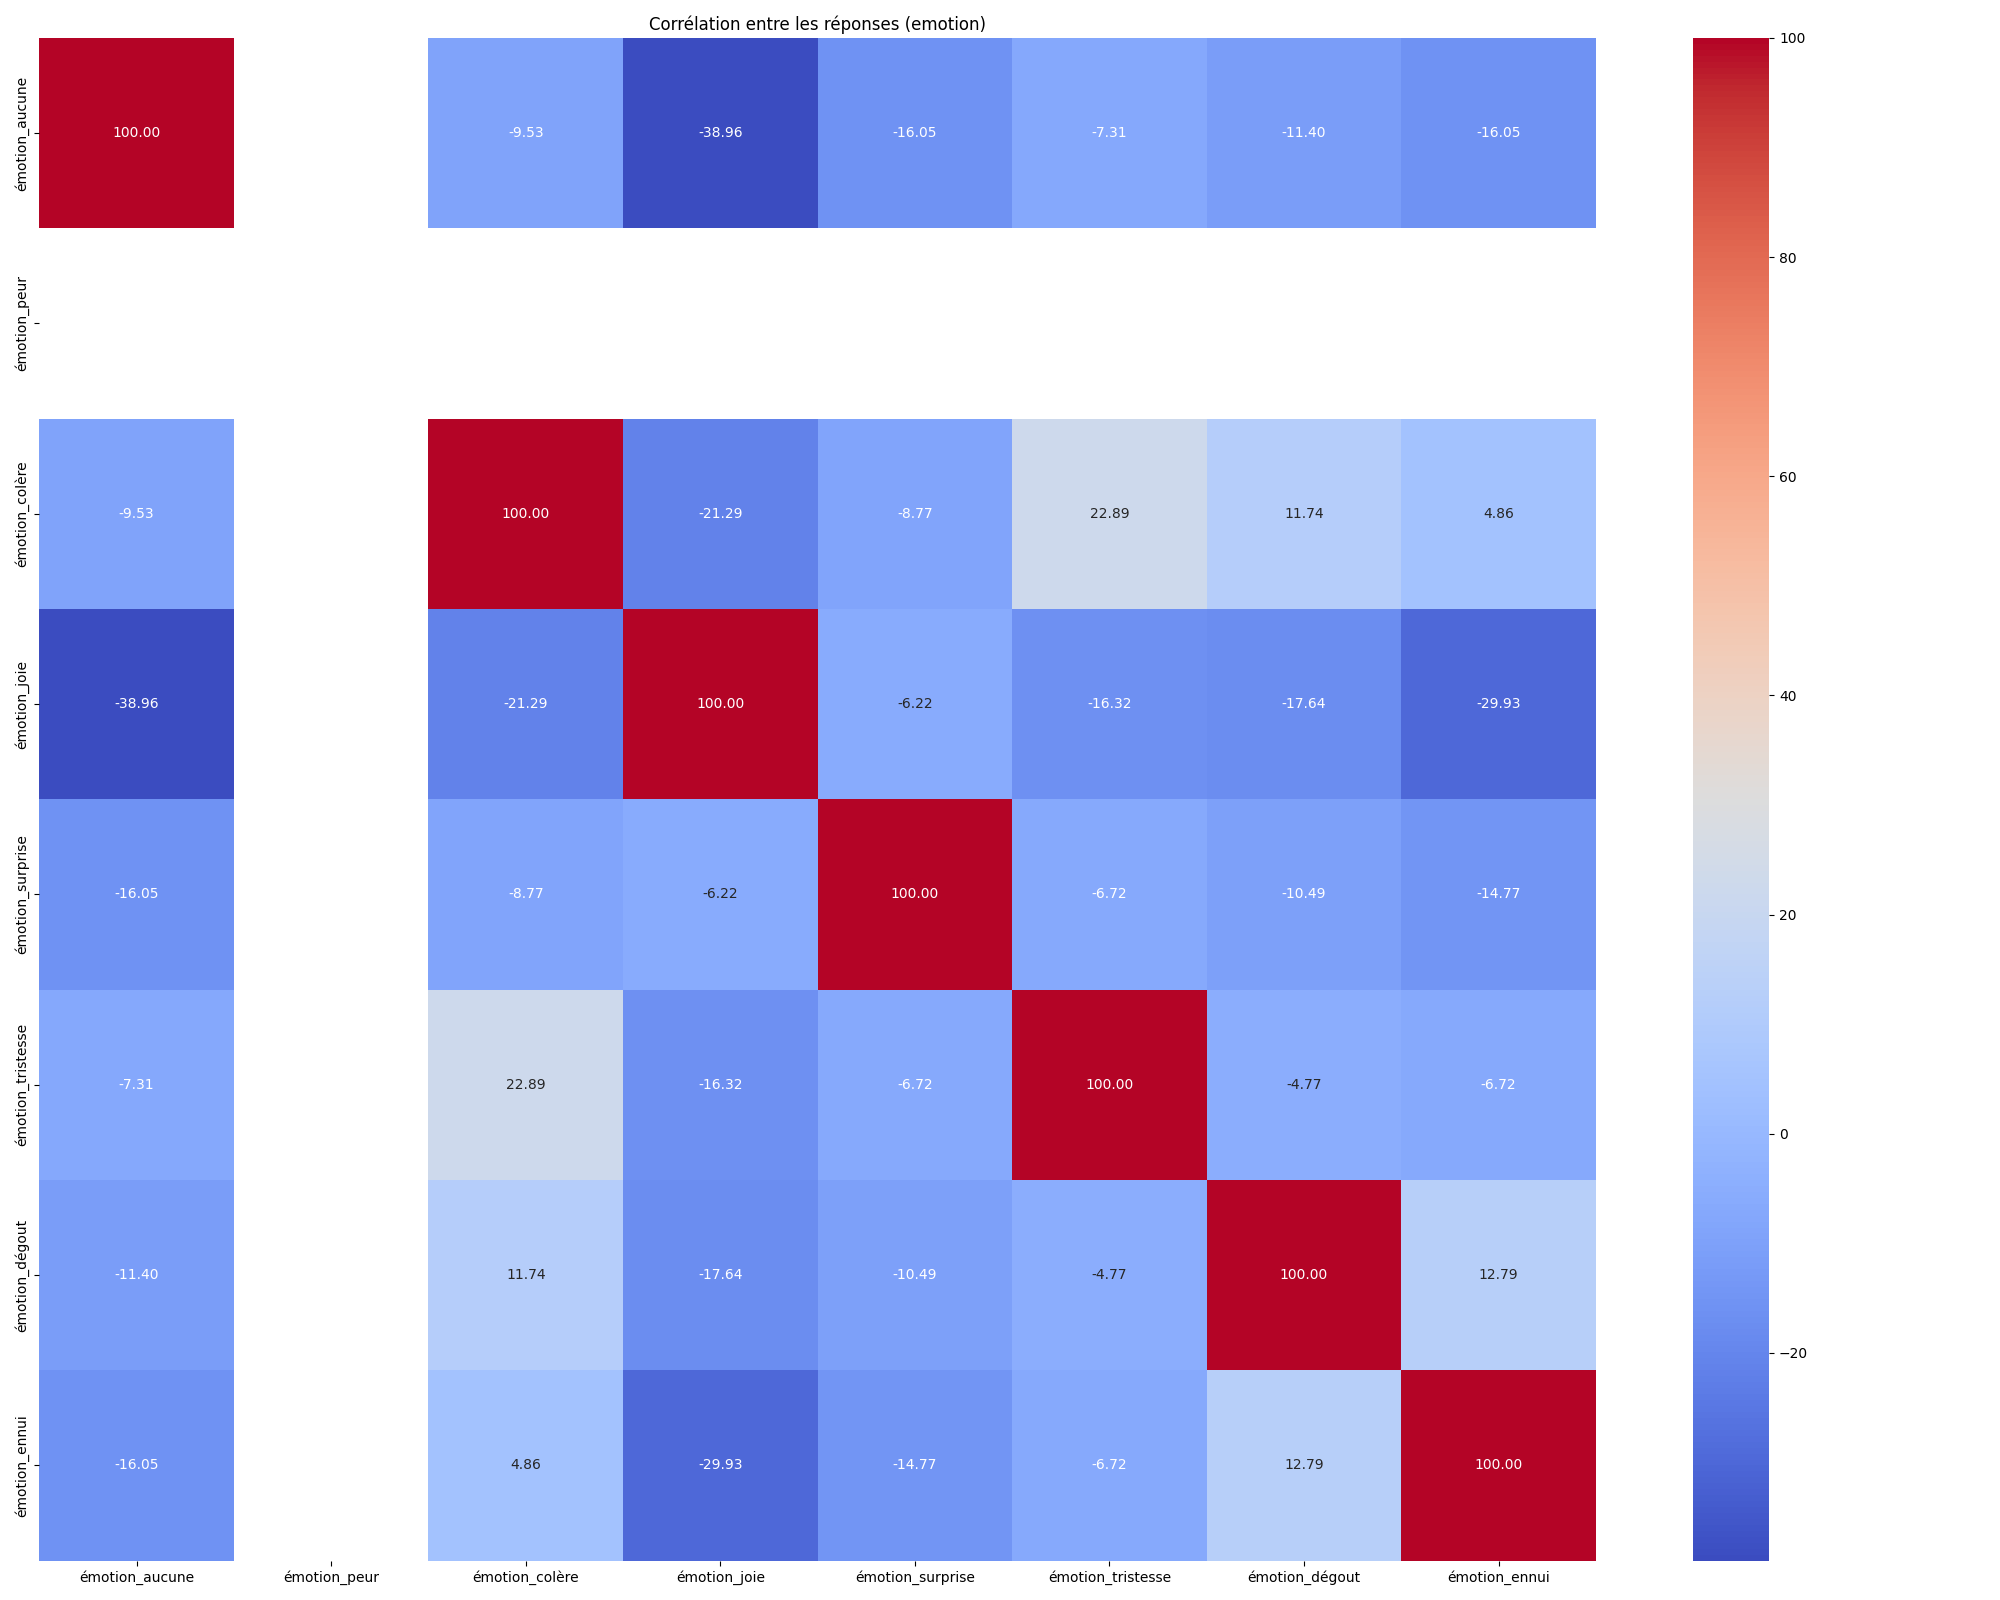 Corrélation entre les réponses (emotion)
émotion_aucune
100.00 -9.53 -38.96 -16.05 -7.31 -11.40 -16.05
émotion_peur
émotion_colère
-9.53 100.00 -21.29 -8.77 22.89 11.74 4.86
émotion_joie
-38.96 -21.29 100.00 -6.22 -16.32 -17.64 -29.93
émotion_surprise
-16.05 -8.77 -6.22 100.00 -6.72 -10.49 -14.77
émotion_tristesse
-7.31 22.89 -16.32 -6.72 100.00 -4.77 -6.72
émotion_dégout
-11.40 11.74 -17.64 -10.49 -4.77 100.00 12.79
émotion_ennui
-16.05 4.86 -29.93 -14.77 -6.72 12.79 100.00
émotion_aucune émotion_peur émotion_colère émotion_joie émotion_surprise émotion_tristesse émotion_dégout émotion_ennui
100
80
60
40
20
0
−20